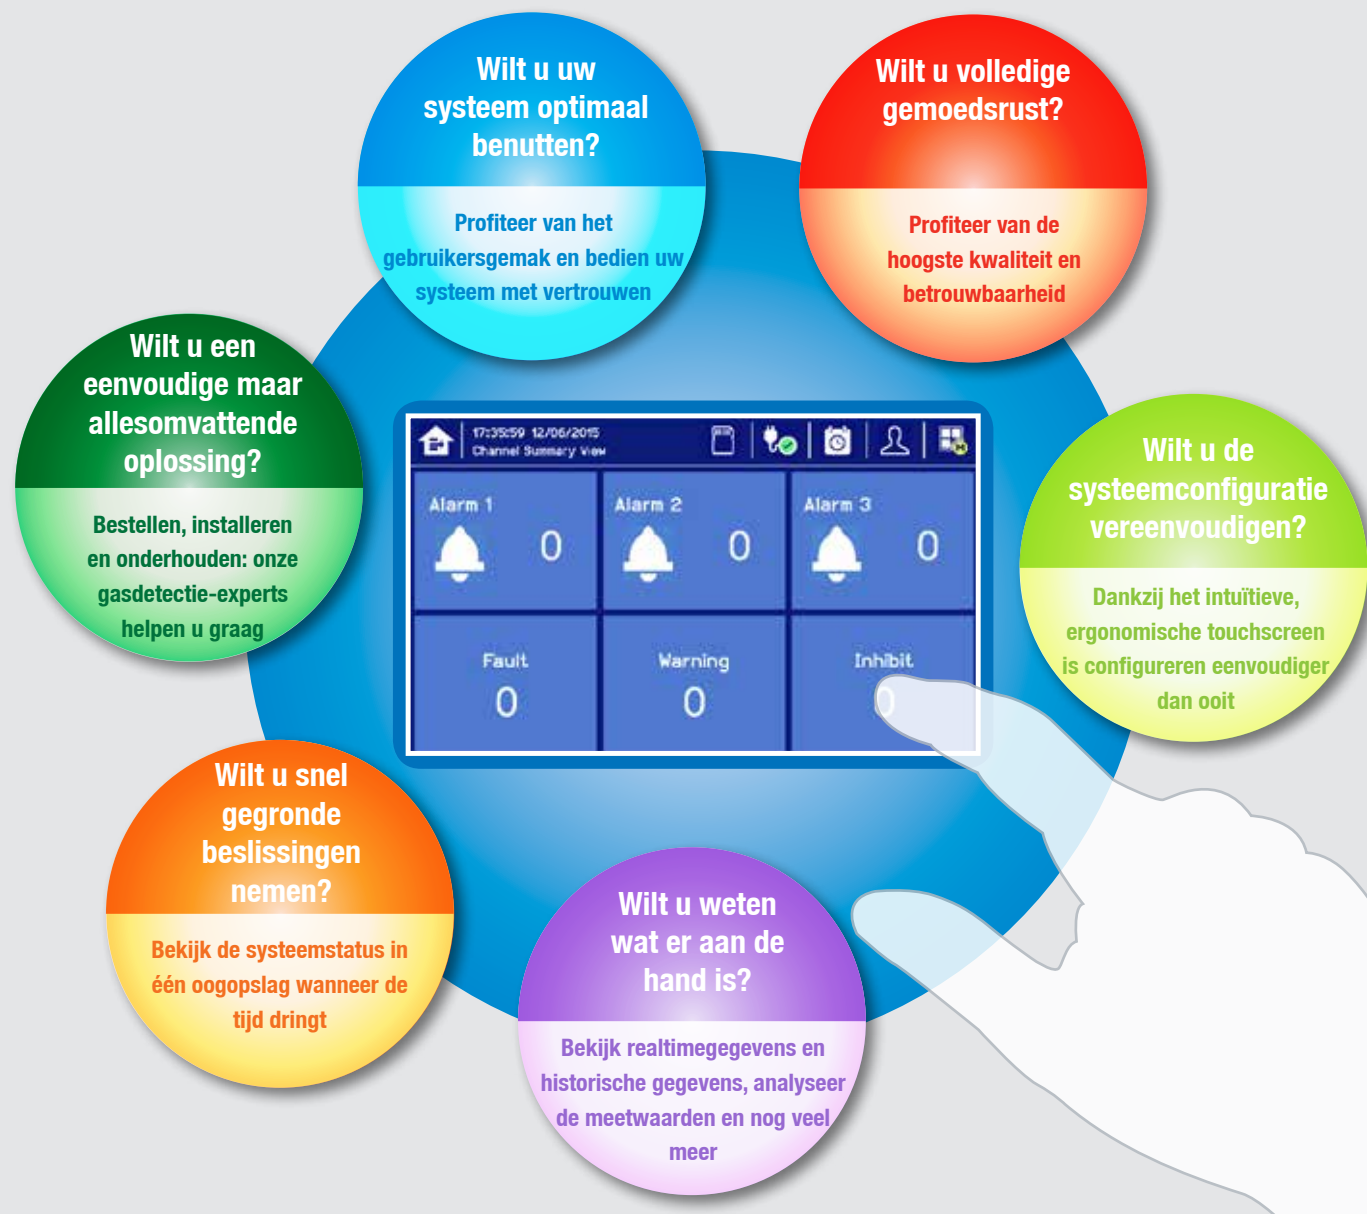 Wilt u uw
systeem optimaal
benutten?
Profiteer van het
gebruikersgemak en bedien uw
systeem met vertrouwen
Wilt u volledige
gemoedsrust?
Profiteer van de
hoogste kwaliteit en
betrouwbaarheid
Wilt u een
eenvoudige maar
allesomvattende
oplossing?
Bestellen, installeren
en onderhouden: onze
gasdetectie-experts
helpen u graag
17:35:59 12/06/2015
Channel Summary View
Alarm 1
0
Alarm 2
0
Alarm 3
0
Fault
0
Warning
0
Inhibit
0
Wilt u de
systeemconfiguratie
vereenvoudigen?
Dankzij het intuïtieve,
ergonomische touchscreen
is configureren eenvoudiger
dan ooit
Wilt u snel
gegronde
beslissingen
nemen?
Bekijk de systeemstatus in
één oogopslag wanneer de
tijd dringt
Wilt u weten
wat er aan de
hand is?
Bekijk realtimegegevens en
historische gegevens, analyseer
de meetwaarden en nog veel
meer